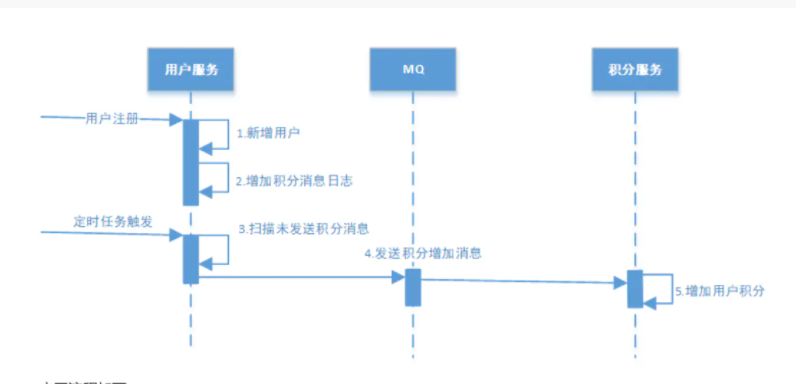 用户服务
MQ
积分服务
用户注册
1.新增用户
2.增加积分消息日志
定时任务触发
3.扫描未发送积分消息
4.发送积分增加消息
5.增加用户积分